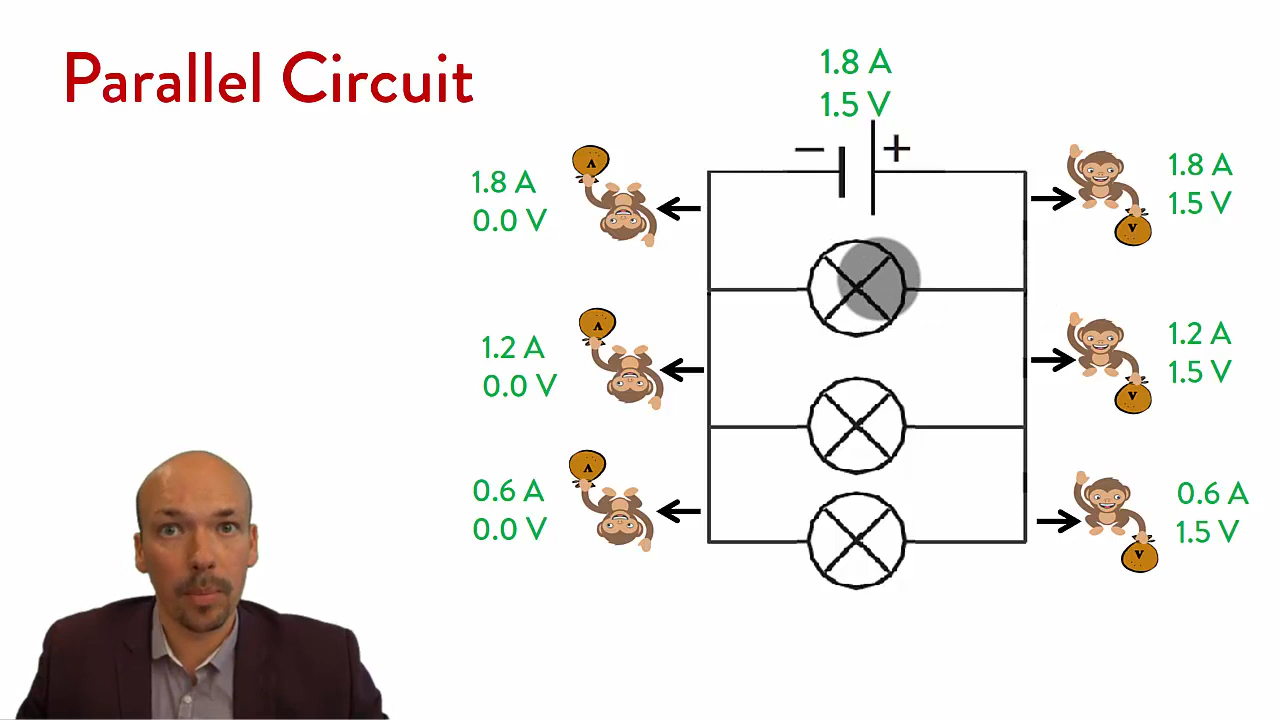 Parallel Circuit
1.8 A
1.5 V
− +
1.8 A
0.0 V
A
V
1.8 A
1.5 V
1.2 A
0.0 V
A
V
1.2 A
1.5 V
0.6 A
0.0 V
A
V
0.6 A
1.5 V